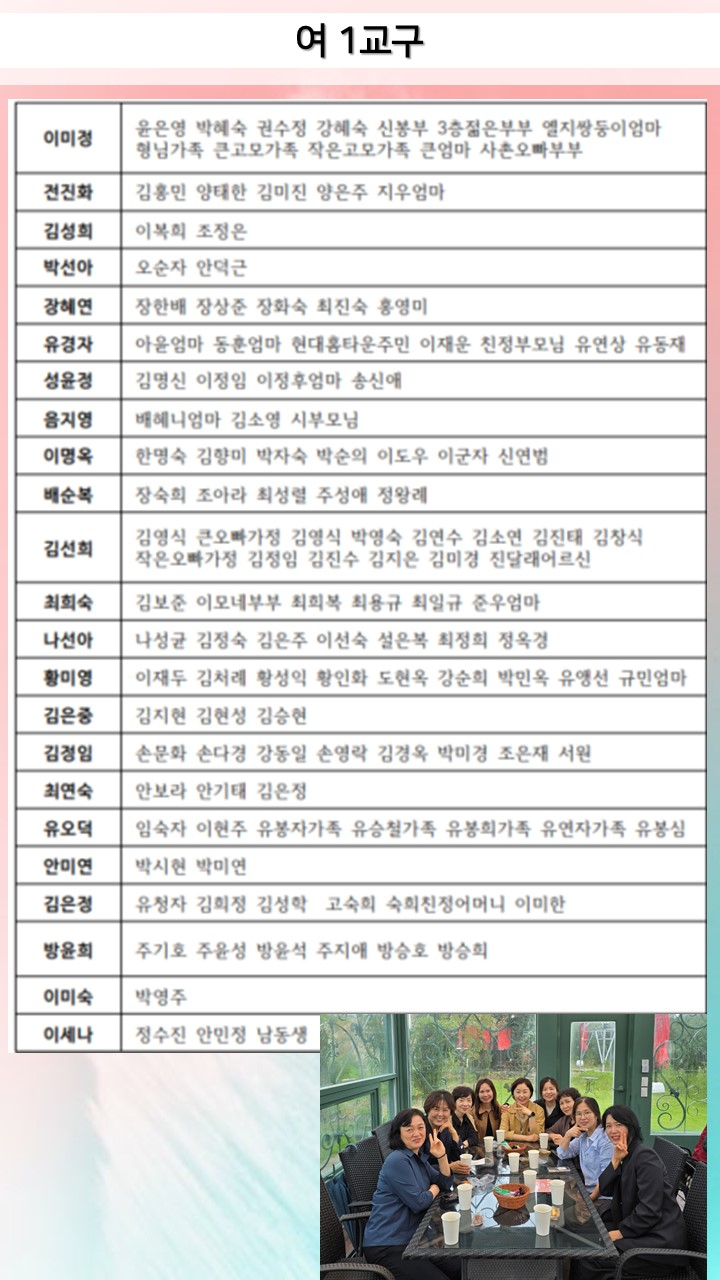 여 1교구
이미정 윤은영 박혜숙 권수정 강혜숙 신봉부 3층젊은부부 엘지쌍둥이엄마
형님가족 큰고모가족 작은고모가족 큰엄마 사촌오빠부부
전진화 김홍민 양태한 김미진 양은주 지우엄마
김성희 이복희 조정은
박선아 오순자 안덕근
장혜연 장한배 장상준 장화숙 최진숙 홍영미
유경자 아윤엄마 동훈엄마 현대홈타운주민 이재운 친정부모님 유연상 유동재
성윤정 김명신 이정임 이정후엄마 송신애
음지영 배혜니엄마 김소영 시부모님
이명옥 한명숙 김향미 박자숙 박순의 이도우 이군자 신연범
배순복 장숙희 조아라 최성렬 주성애 정왕례
김선희 김영식 큰오빠가정 김영식 박영숙 김연수 김소연 김진태 김창식
작은오빠가정 김정임 김진수 김지은 김미경 진달래어르신
최희숙 김보준 이모네부부 최희복 최용규 최일규 준우엄마
나선아 나성균 김정숙 김은주 이선숙 설은복 최정희 정옥경
황미영 이재두 김처례 황성익 황인화 도현옥 강순희 박민옥 유앵선 규민엄마
김은중 김지현 김현성 김승현
김정임 손문화 손다경 강동일 손영락 김경옥 박미경 조은재 서원
최연숙 안보라 안기태 김은정
유오덕 임숙자 이현주 유봉자가족 유승철가족 유봉희가족 유연자가족 유봉심
안미연 박시현 박미연
김은경 유청자 김희정 김성학 고숙희 숙희친정어머니 이미한
방윤희 주기호 주윤성 방윤석 주지애 방승호 방승희
이미숙 박영주
이세나 정수진 안민정 남동생